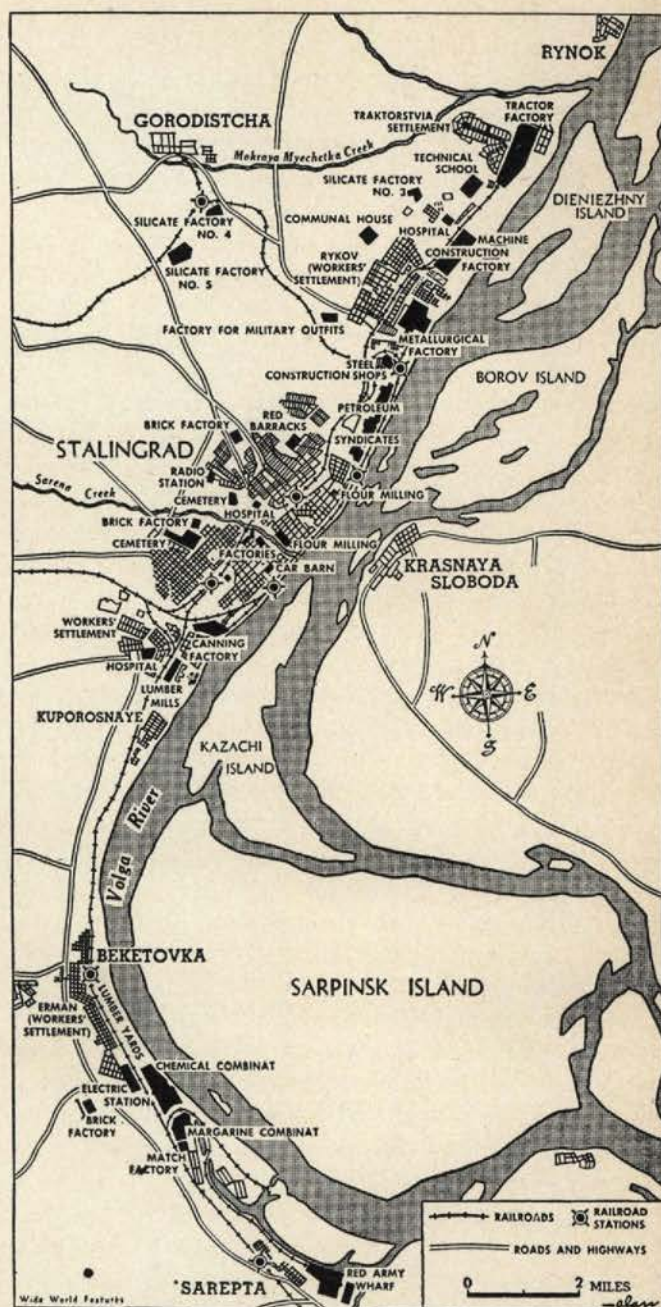 RYNOK
GORODISTCHA
TRAKTORSTVIA
SETTLEMENT
TRACTOR
FACTORY
Mokraya Myechetka Creek
TECHNICAL
SCHOOL
SILICATE FACTORY
NO. 3
DIENIEZHNY
ISLAND
SILICATE FACTORY
NO. 4
COMMUNAL HOUSE
HOSPITAL
MACHINE
CONSTRUCTION
FACTORY
SILICATE FACTORY
NO. 5
RYKOV
(WORKERS'
SETTLEMENT)
FACTORY FOR MILITARY OUTFITS
METALLURGICAL
FACTORY
STEEL
CONSTRUCTION SHOPS
BOROV ISLAND
PETROLEUM
SYNDICATES
RED
BARRACKS
BRICK FACTORY
STALINGRAD
RADIO
STATION
Sarena Creek
CEMETERY
FLOUR MILLING
HOSPITAL
BRICK FACTORY
CEMETERY
FACTORIES
FLOUR MILLING
CAR BARN
KRASNAYA
SLOBODA
WORKERS'
SETTLEMENT
CANNING
FACTORY
HOSPITAL
LUMBER
MILLS
N
W E
S
KUPOROSNAYE
KAZACHI
ISLAND
Volga River
BEKETOVKA
SARPINSK ISLAND
ERMAN
(WORKERS'
SETTLEMENT)
LUMBER YARDS
CHEMICAL COMBINAT
ELECTRIC
STATION
BRICK
FACTORY
MARGARINE COMBINAT
MATCH
FACTORY
SAREPTA
RED ARMY
WHARF
RAILROADS
RAILROAD
STATIONS
ROADS AND HIGHWAYS
0 2 MILES
Wide World Features